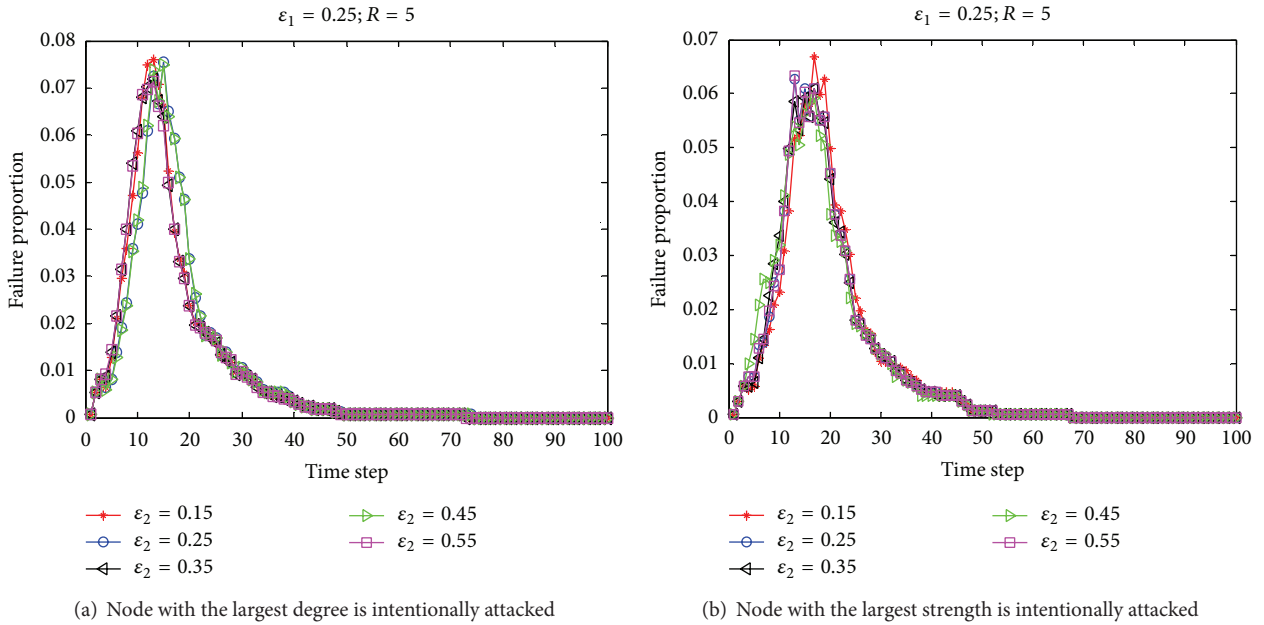 ε1 = 0.25; R = 5
0.08
0.07
0.06
0.05
0.04
0.03
0.02
0.01
0
Failure proportion
0 10 20 30 40 50 60 70 80 90 100
Time step
ε2 = 0.15
ε2 = 0.25
ε2 = 0.35
ε2 = 0.45
ε2 = 0.55
(a) Node with the largest degree is intentionally attacked
ε1 = 0.25; R = 5
0.07
0.06
0.05
0.04
0.03
0.02
0.01
0
Failure proportion
0 10 20 30 40 50 60 70 80 90 100
Time step
ε2 = 0.15
ε2 = 0.25
ε2 = 0.35
ε2 = 0.45
ε2 = 0.55
(b) Node with the largest strength is intentionally attacked